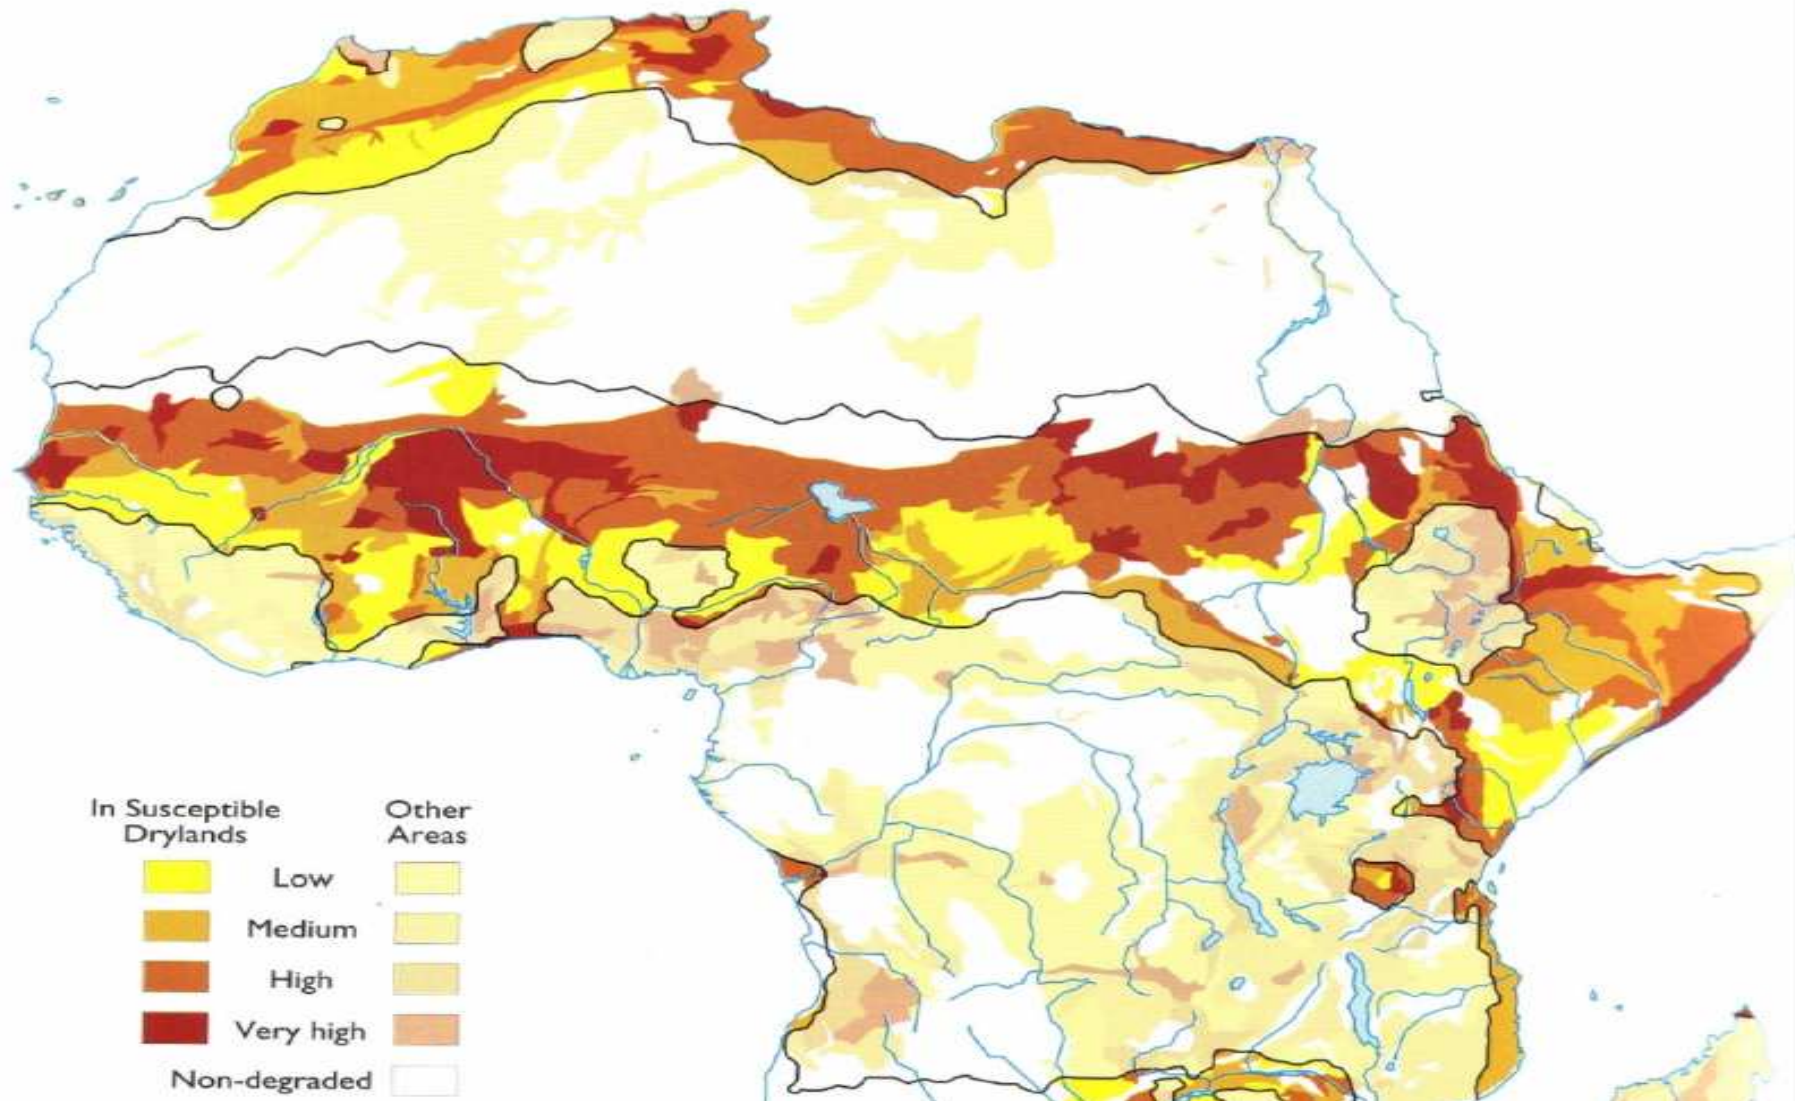 In Susceptible Drylands
Other Areas
Low
Medium
High
Very high
Non-degraded